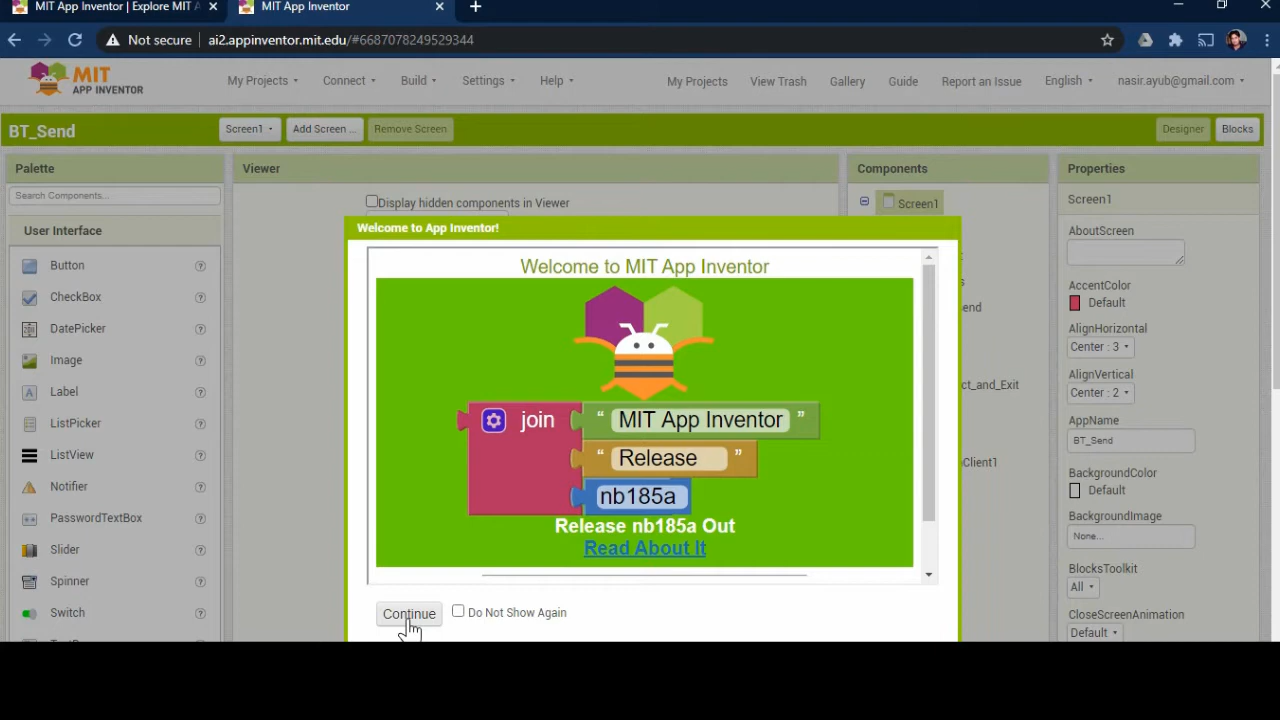 MIT App Inventor | Explore MIT A
MIT App Inventor
Not secure
ai2.appinventor.mit.edu/#6687078249529344
MIT
APP INVENTOR
My Projects
Connect
Build
Settings
Help
My Projects
View Trash
Gallery
Guide
Report an Issue
English
nasir.ayub@gmail.com
BT_Send
Screen1
Add Screen ...
Remove Screen
Designer
Blocks
Palette
Search Components...
User Interface
Button
CheckBox
DatePicker
Image
Label
ListPicker
ListView
Notifier
PasswordTextBox
Slider
Spinner
Switch
Viewer
Display hidden components in Viewer
Welcome to App Inventor!
Welcome to MIT App Inventor
join
“ MIT App Inventor ”
“ Release ”
nb185a
Release nb185a Out
Read About It
Continue
Do Not Show Again
Components
Screen1
end
ct_and_Exit
nClient1
Properties
Screen1
AboutScreen
AccentColor
Default
AlignHorizontal
Center : 3
AlignVertical
Center : 2
AppName
BT_Send
BackgroundColor
Default
BackgroundImage
None...
BlocksToolkit
All
CloseScreenAnimation
Default